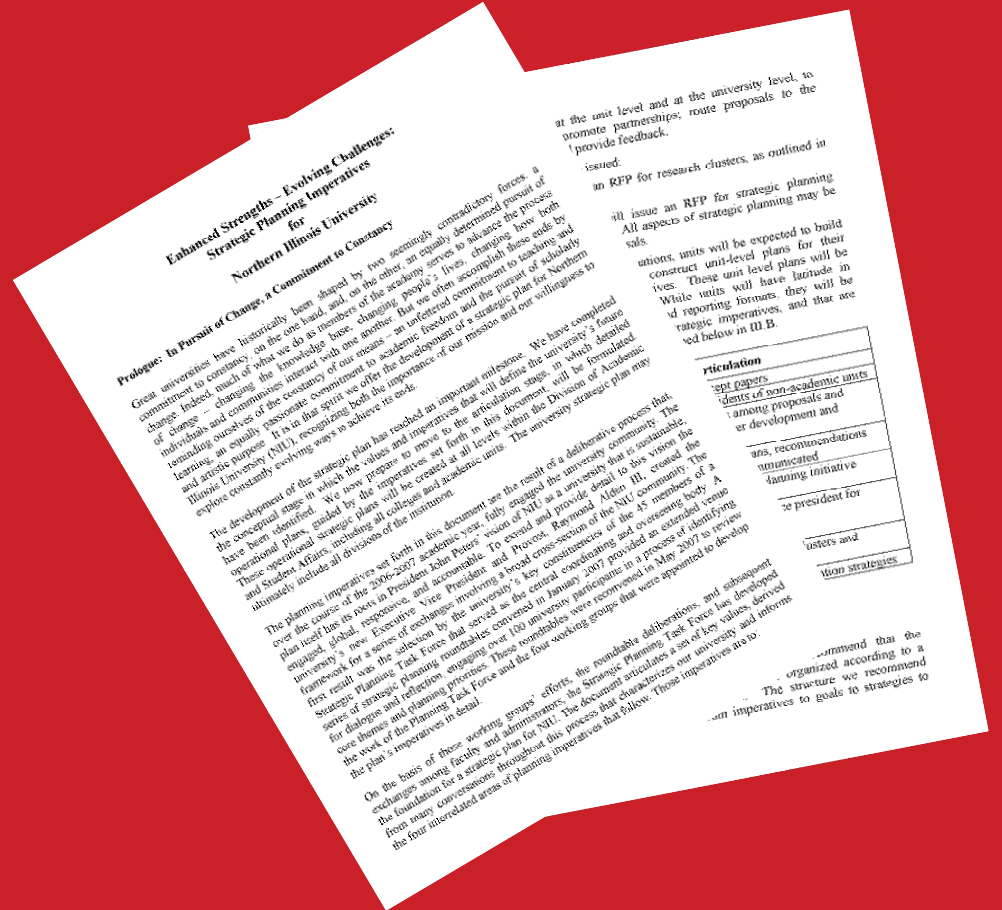 Enhanced Strengths – Evolving Challenges:
Strategic Planning Imperatives
for
Northern Illinois University
Prologue: In Pursuit of Change, a Commitment to Constancy
Great universities have historically been shaped by two seemingly contradictory forces, a
commitment to constancy, on the one hand, and, on the other, an equally determined pursuit of
change. Indeed, much of what we do as members of the academy serves to advance the process
of change – changing the knowledge base, changing people's lives, changing how both
individuals and communities interact with one another. But we often accomplish these ends by
reminding ourselves of the constancy of our means – an unfettered commitment to teaching and
learning, an equally passionate commitment to academic freedom and the pursuit of scholarly
and artistic purpose. It is in that spirit we offer the development of a strategic plan for Northern
Illinois University (NIU), recognizing both the importance of our mission and our willingness to
explore constantly evolving ways to achieve its ends.
The development of the strategic plan has reached an important milestone. We have completed
the conceptual stage in which the values and imperatives that will define the university's future
have been identified. We now prepare to move to the articulation stage, in which detailed
operational plans, guided by the imperatives set forth in this document, will be formulated.
These operational strategic plans will be created at all levels within the Division of Academic
and Student Affairs, including all colleges and academic units. The university strategic plan may
ultimately include all divisions of the institution.
The planning imperatives set forth in this document are the result of a deliberative process that,
over the course of the 2006-2007 academic year, fully engaged the university community. The
plan itself has its roots in President John Peters' vision of NIU as a university that is sustainable,
engaged, global, responsive, and accountable. To extend and provide detail to this vision the
university's new Executive Vice President and Provost, Raymond Alden III, created the
framework for a series of exchanges involving a broad cross-section of the NIU community. The
first result was the selection by the university's key constituencies of the 45 members of a
Strategic Planning Task Force that served as the central coordinating and overseeing body. A
series of strategic planning roundtables convened in January 2007 provided an extended venue
for dialogue and reflection, engaging over 100 university participants in a process of identifying
core themes and planning priorities. These roundtables were reconvened in May 2007 to review
the work of the Planning Task Force and the four working groups that were appointed to develop
the plan's imperatives in detail.
On the basis of those working groups' efforts, the roundtable deliberations, and subsequent
exchanges among faculty and administrators, the Strategic Planning Task Force has developed
the foundation for a strategic plan for NIU. The document articulates a set of key values, derived
from many conversations throughout this process that characterizes our university and informs
the four interrelated areas of planning imperatives that follow. Those imperatives are to:
at the unit level and at the university level, to
promote partnerships; route proposals to the
provide feedback.
issued:
an RFP for research clusters, as outlined in
ill issue an RFP for strategic planning
All aspects of strategic planning may be
sals.
ations, units will be expected to build
construct unit-level plans for their
ives. These unit level plans will be
While units will have latitude in
d reporting formats, they will be
rategic imperatives, and that are
ed below in III.B.
rticulation
cept papers
dents of non-academic units
among proposals and
er development and
ans, recommendations
mmunicated
lanning initiative
ce president for
usters and
tion strategies
ommend that the
organized according to a
The structure we recommend
om imperatives to goals to strategies to